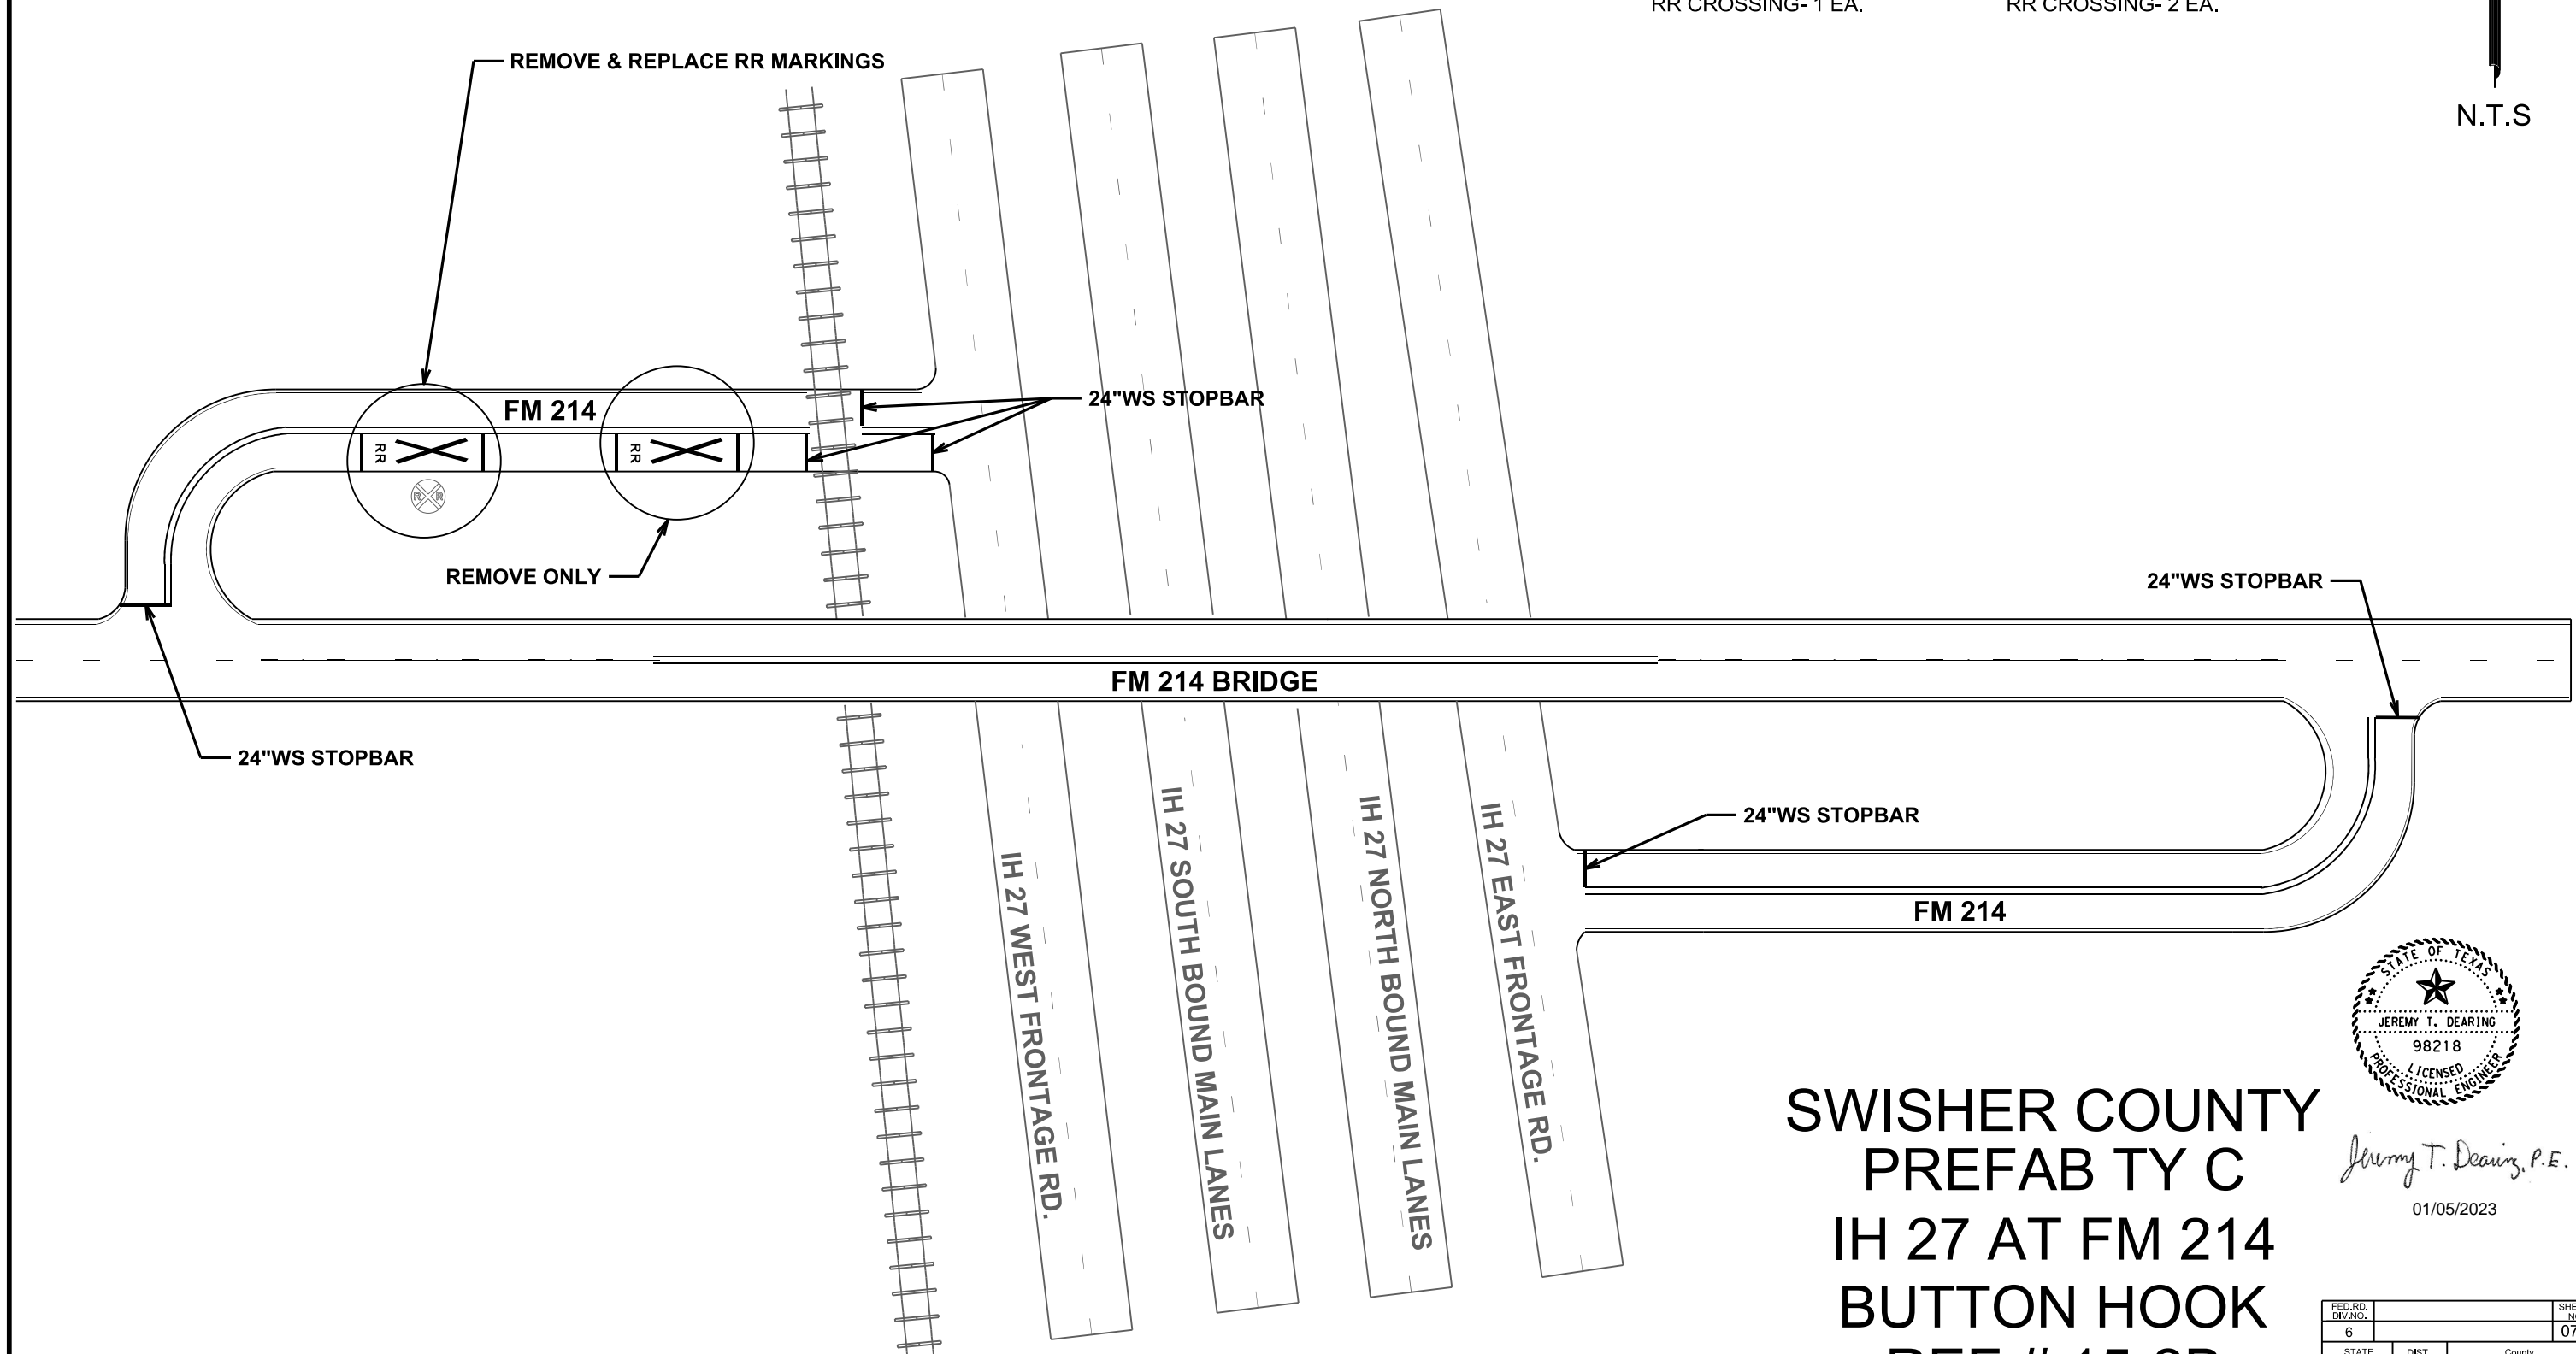 RR CROSSING- 1 EA.
RR CROSSING- 2 EA.
N.T.S
REMOVE & REPLACE RR MARKINGS
24"WS STOPBAR
FM 214
RR
RR
R R
REMOVE ONLY
24"WS STOPBAR
FM 214 BRIDGE
24"WS STOPBAR
24"WS STOPBAR
FM 214
IH 27 WEST FRONTAGE RD.
IH 27 SOUTH BOUND MAIN LANES
IH 27 NORTH BOUND MAIN LANES
IH 27 EAST FRONTAGE RD.
STATE OF TEXAS
JEREMY T. DEARING
98218
LICENSED
PROFESSIONAL ENGINEER
Jeremy T. Dearing, P.E.
01/05/2023
SWISHER COUNTY
PREFAB TY C
IH 27 AT FM 214
BUTTON HOOK
FED.RD.
DIV.NO.
6
07
STATE
DIST.
County